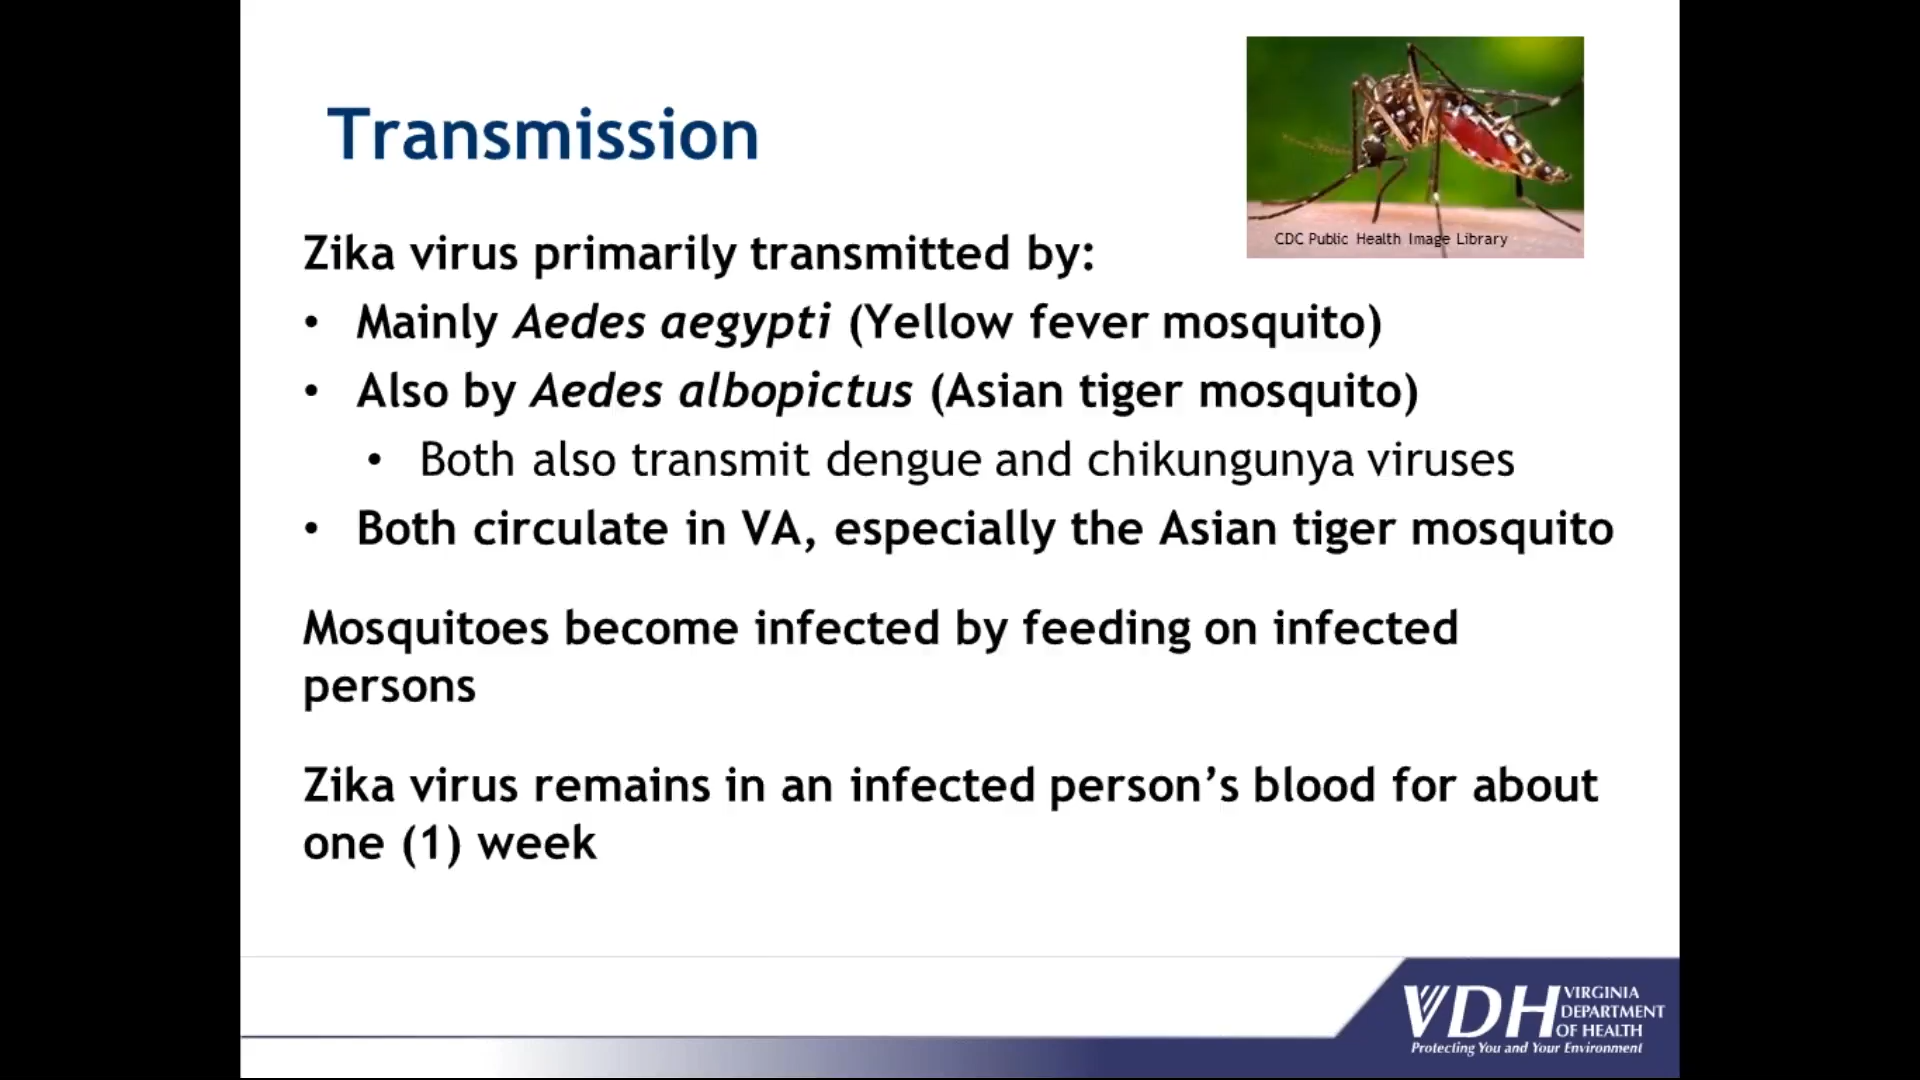 Transmission
CDC Public Health Image Library
Zika virus primarily transmitted by:
• Mainly Aedes aegypti (Yellow fever mosquito)
• Also by Aedes albopictus (Asian tiger mosquito)
• Both also transmit dengue and chikungunya viruses
• Both circulate in VA, especially the Asian tiger mosquito
Mosquitoes become infected by feeding on infected
persons
Zika virus remains in an infected person’s blood for about
one (1) week
VDH VIRGINIA
DEPARTMENT
OF HEALTH
Protecting You and Your Environment